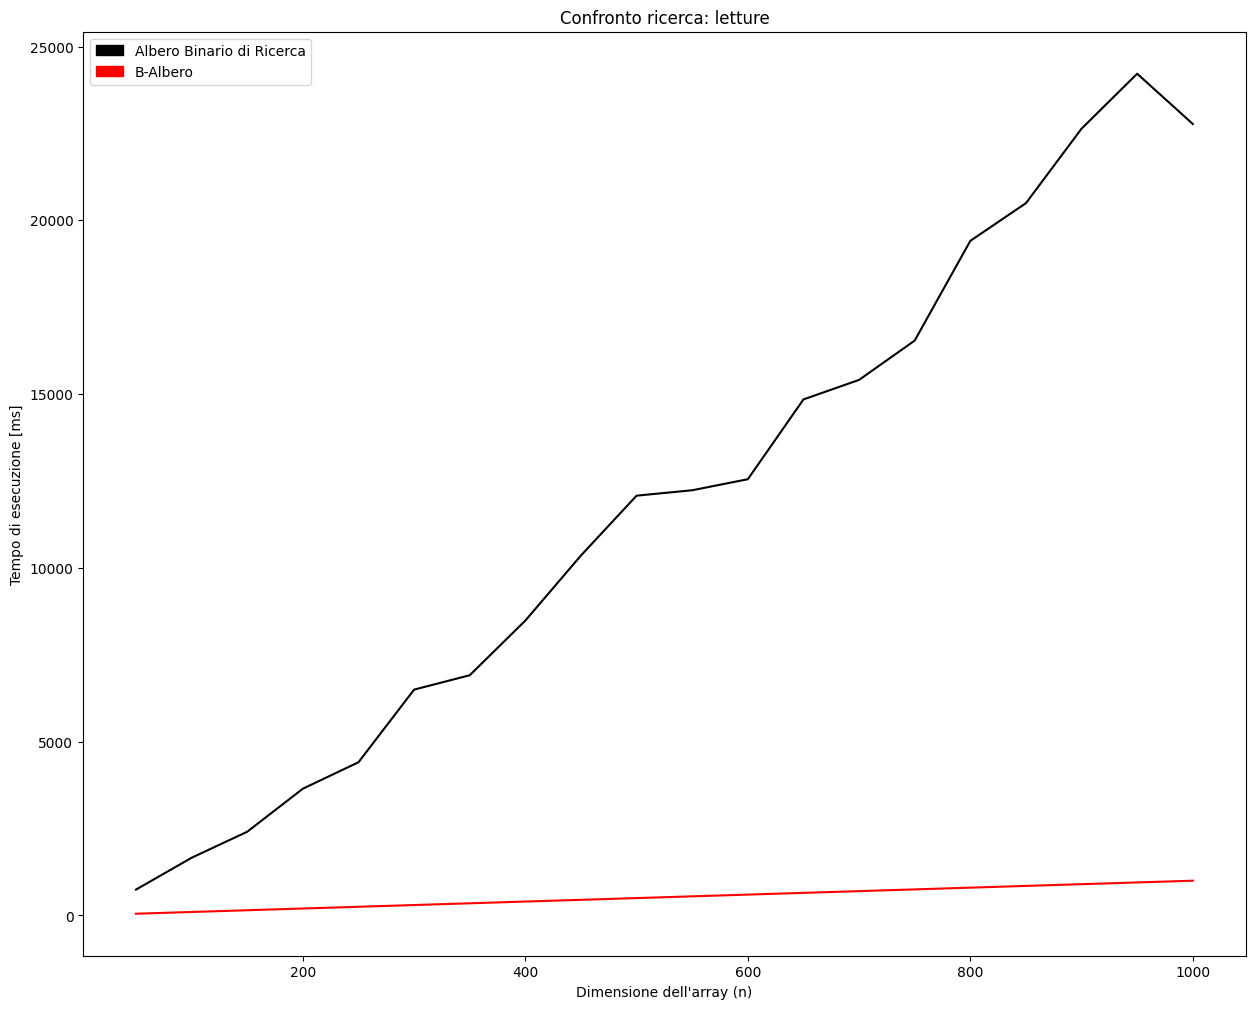 Confronto ricerca: letture
Albero Binario di Ricerca
B-Albero
25000
20000
15000
10000
5000
0
Tempo di esecuzione [ms]
200 400 600 800 1000
Dimensione dell'array (n)